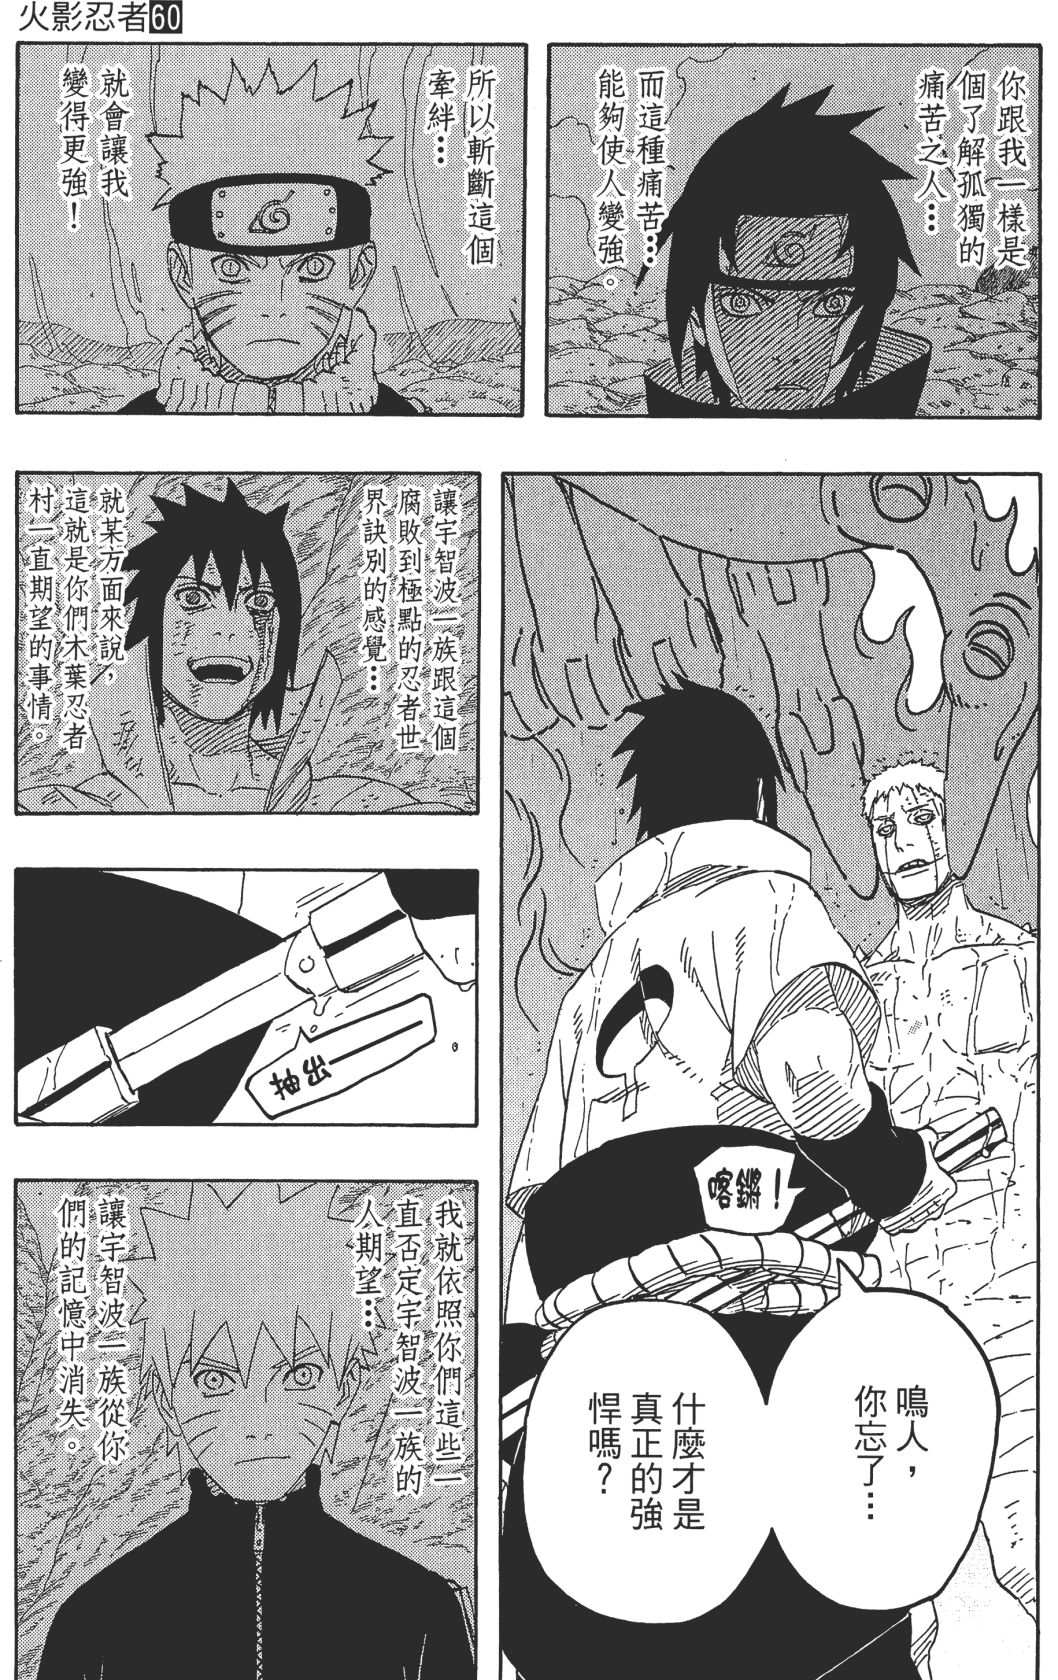 火影忍者60
你跟我一樣是
個了解孤獨的
痛苦之人…
而這種痛苦…
能夠使人變強。
所以斬斷這個
牽絆…
就會讓我
變得更強！
喀鏘！
鳴人，
你忘了…
什麼才是
真正的強
悍嗎？
讓宇智波一族跟這個
腐敗到極點的忍者世
界訣別的感覺…
就某方面來說，
這就是你們木葉忍者
村一直期望的事情。
抽出
我就依照你們這些一
直否定宇智波一族的
人期望…
讓宇智波一族從你
們的記憶中消失。